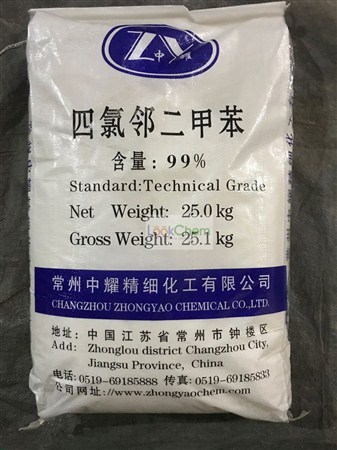 ZY
中 耀
四氯邻二甲苯
含量：99%
Standard:Technical Grade
Net Weight: 25.0 kg
Gross Weight: 25.1 kg
LookChem
常州中耀精细化工有限公司
CHANGZHOU ZHONGYAO CHEMICAL CO.,LTD.
地址：中国江苏省常州市钟楼区
Add: Zhonglou district Changzhou City,
Jiangsu Province, China
电话:0519-69185888 传真:0519-69185833
公司网址://www.zhongyaochem.com